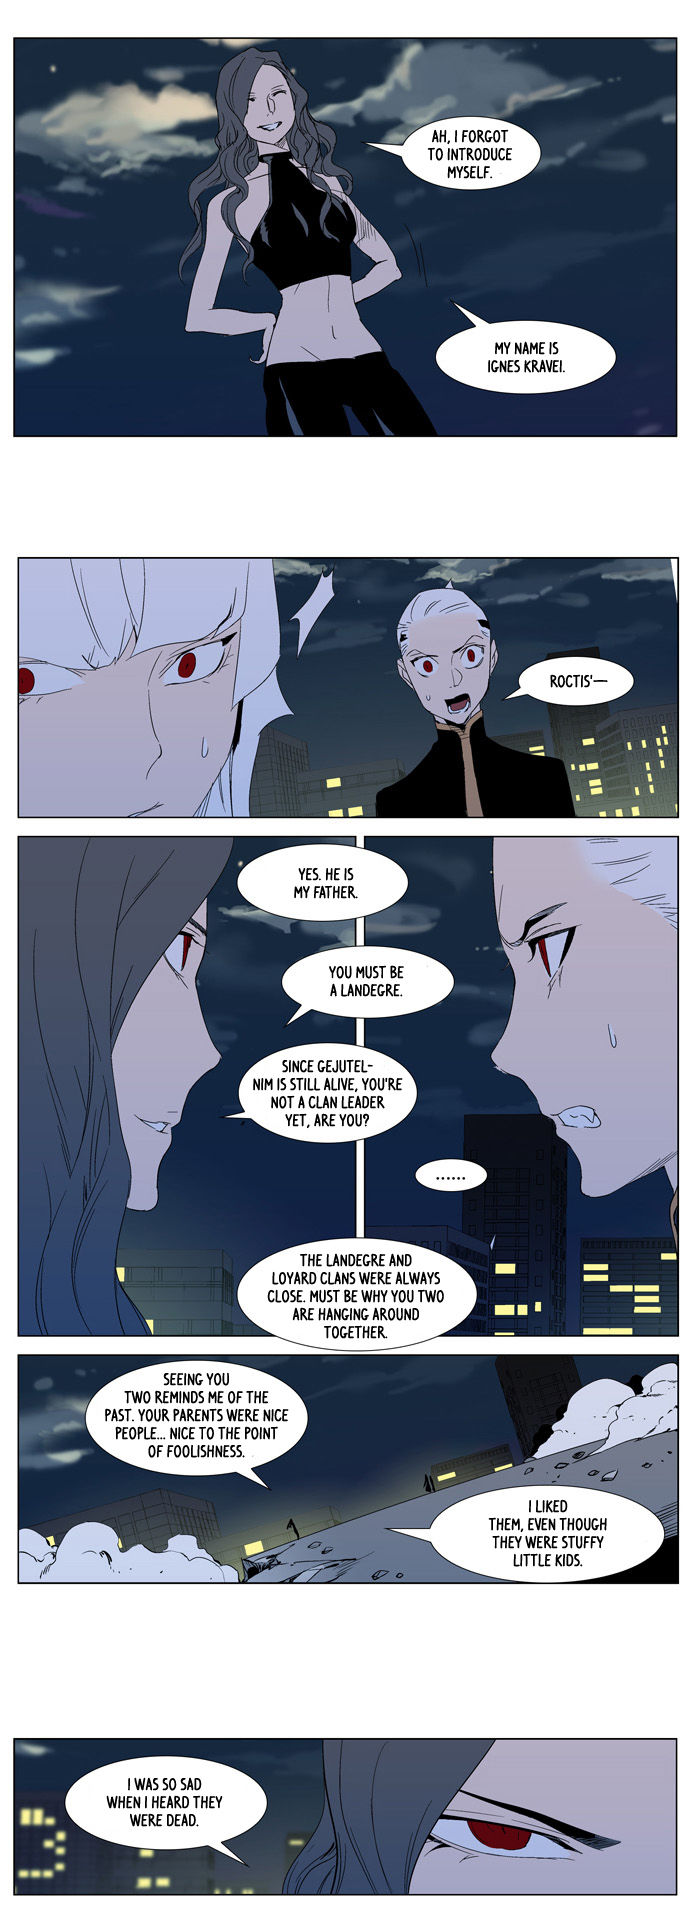 AH, I FORGOT
TO INTRODUCE
MYSELF.
MY NAME IS
IGNES KRAVEI.
ROCTIS'—
YES. HE IS
MY FATHER.
YOU MUST BE
A LANDEGRE.
SINCE GEJUTEL-
NIM IS STILL ALIVE, YOU'RE
NOT A CLAN LEADER
YET, ARE YOU?
......
THE LANDEGRE AND
LOYARD CLANS WERE ALWAYS
CLOSE. MUST BE WHY YOU TWO
ARE HANGING AROUND
TOGETHER.
SEEING YOU
TWO REMINDS ME OF THE
PAST. YOUR PARENTS WERE NICE
PEOPLE... NICE TO THE POINT
OF FOOLISHNESS.
I LIKED
THEM, EVEN THOUGH
THEY WERE STUFFY
LITTLE KIDS.
I WAS SO SAD
WHEN I HEARD THEY
WERE DEAD.